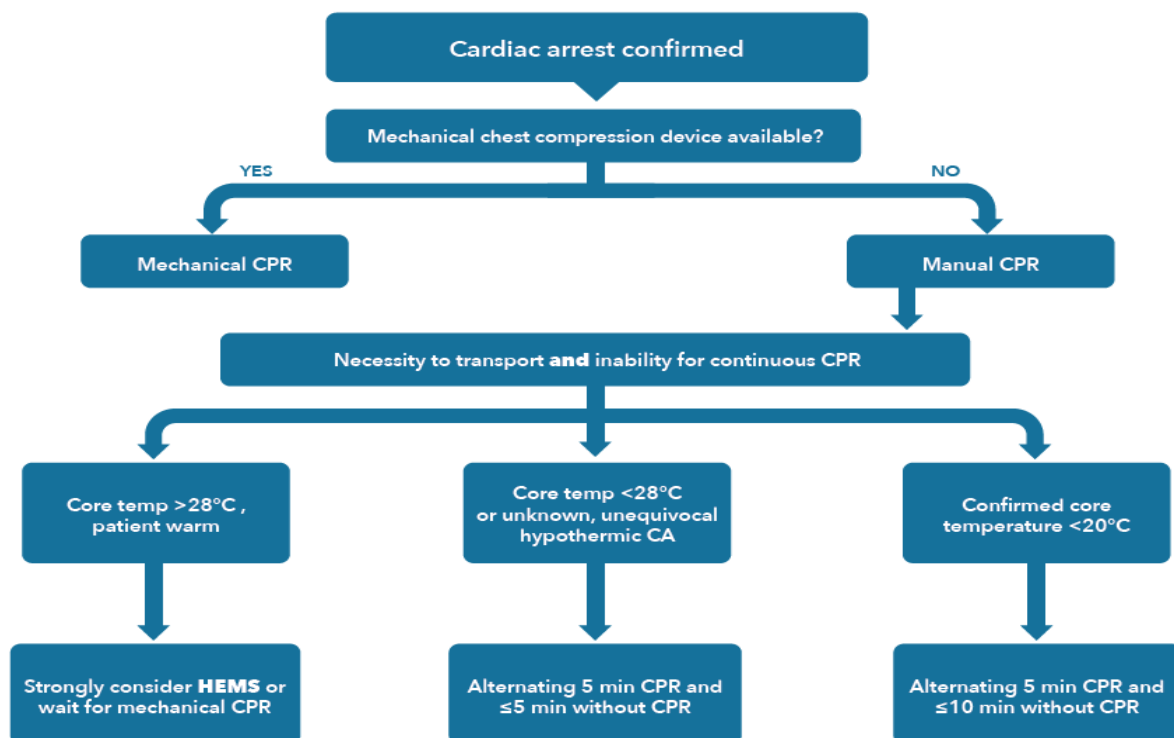 Cardiac arrest confirmed
Mechanical chest compression device available?
YES
NO
Mechanical CPR
Manual CPR
Necessity to transport and inability for continuous CPR
Core temp >28°C ,
patient warm
Core temp <28°C
or unknown, unequivocal
hypothermic CA
Confirmed core
temperature <20°C
Strongly consider HEMS or
wait for mechanical CPR
Alternating 5 min CPR and
≤5 min without CPR
Alternating 5 min CPR and
≤10 min without CPR